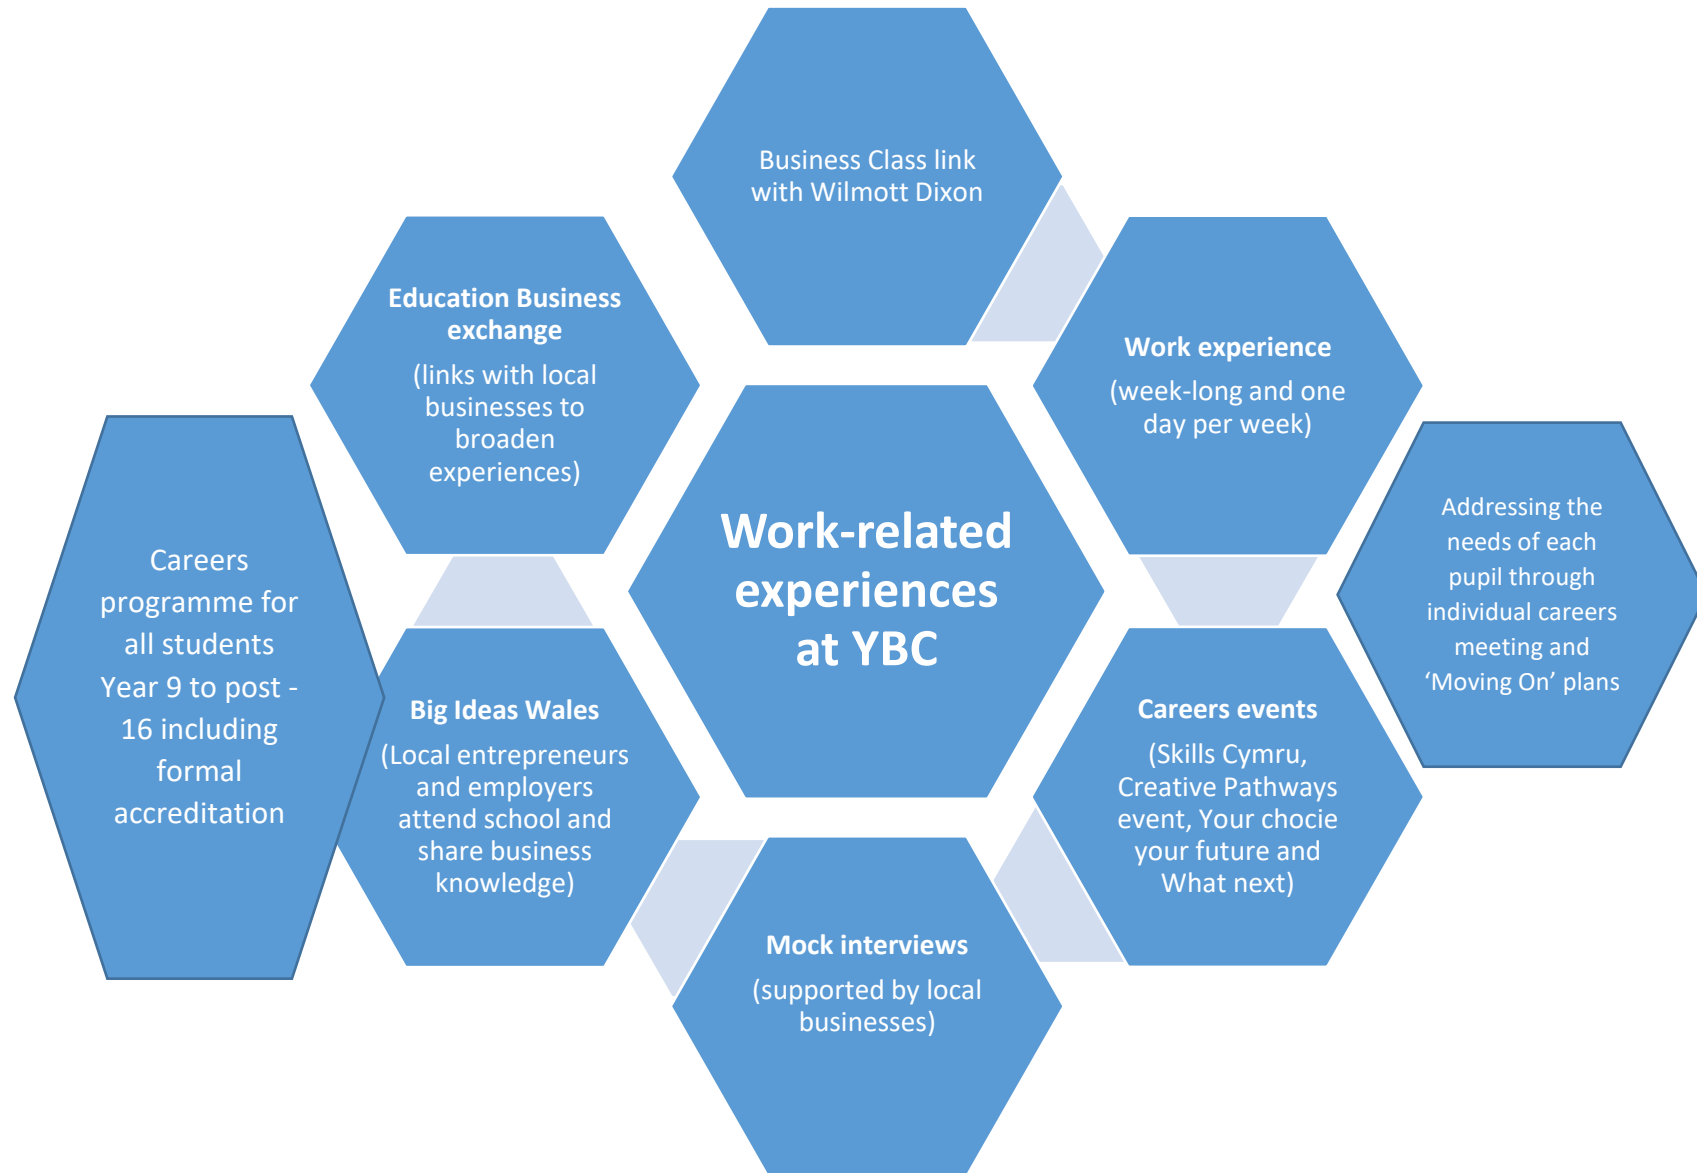 Business Class link
with Wilmott Dixon
Education Business
exchange
(links with local
businesses to
broaden
experiences)
Work experience
(week-long and one
day per week)
Careers
programme for
all students
Year 9 to post -
16 including
formal
accreditation
Work-related
experiences
at YBC
Addressing the
needs of each
pupil through
individual careers
meeting and
‘Moving On’ plans
Big Ideas Wales
(Local entrepreneurs
and employers
attend school and
share business
knowledge)
Careers events
(Skills Cymru,
Creative Pathways
event, Your chocie
your future and
What next)
Mock interviews
(supported by local
businesses)